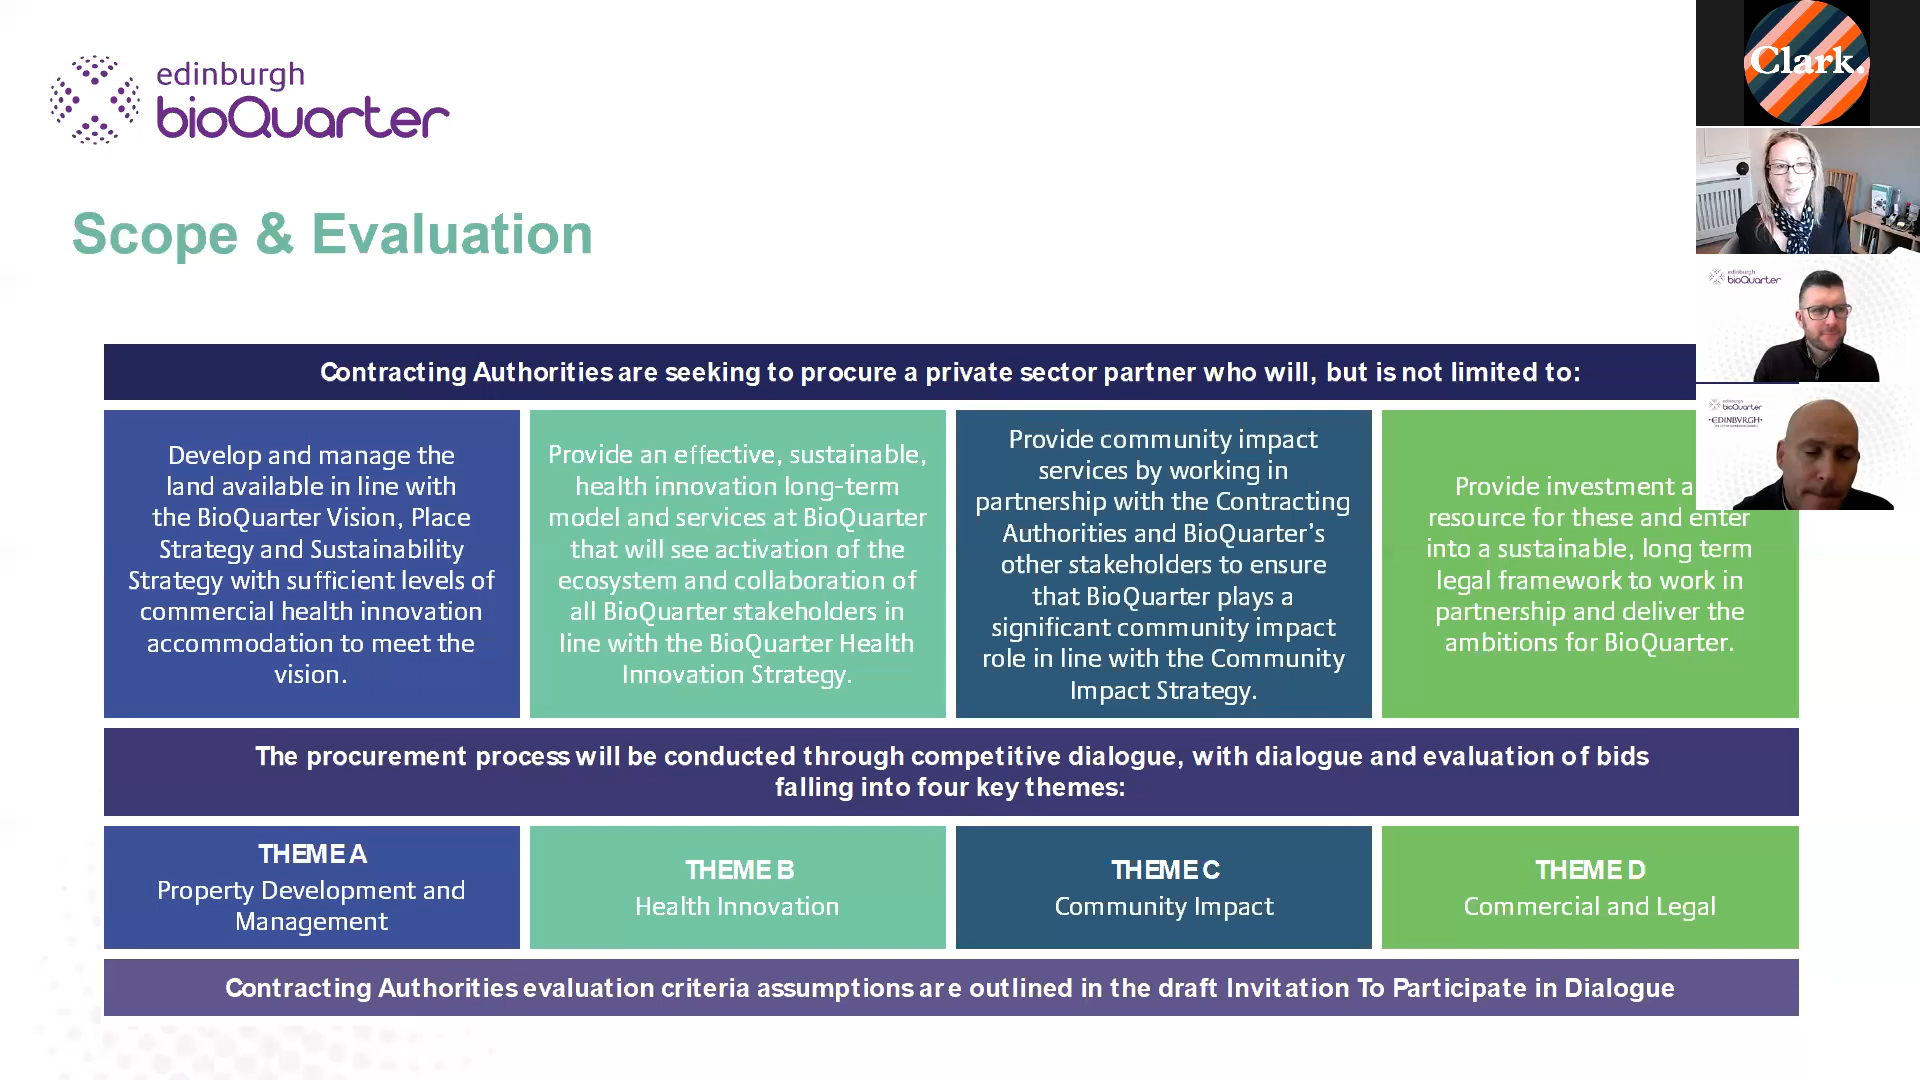 edinburgh
bioQuarter
Scope & Evaluation
Contracting Authorities are seeking to procure a private sector partner who will, but is not limited to:
Develop and manage the
land available in line with
the BioQuarter Vision, Place
Strategy and Sustainability
Strategy with sufficient levels of
commercial health innovation
accommodation to meet the
vision.
Provide an effective, sustainable,
health innovation long-term
model and services at BioQuarter
that will see activation of the
ecosystem and collaboration of
all BioQuarter stakeholders in
line with the BioQuarter Health
Innovation Strategy.
Provide community impact
services by working in
partnership with the Contracting
Authorities and BioQuarter’s
other stakeholders to ensure
that BioQuarter plays a
significant community impact
role in line with the Community
Impact Strategy.
Provide investment a
resource for these and enter
into a sustainable, long term
legal framework to work in
partnership and deliver the
ambitions for BioQuarter.
The procurement process will be conducted through competitive dialogue, with dialogue and evaluation of bids
falling into four key themes:
THEME A
Property Development and
Management
THEME B
Health Innovation
THEME C
Community Impact
THEME D
Commercial and Legal
Contracting Authorities evaluation criteria assumptions are outlined in the draft Invitation To Participate in Dialogue
Clark.
edinburgh
bioQuarter
edinburgh
bioQuarter
•EDINBVRGH•